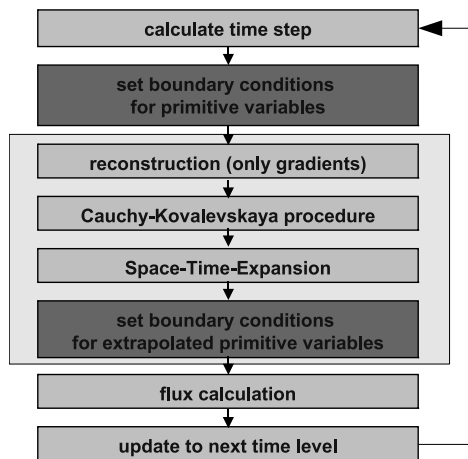 calculate time step
set boundary conditions
for primitive variables
reconstruction (only gradients)
Cauchy-Kovalevskaya procedure
Space-Time-Expansion
set boundary conditions
for extrapolated primitive variables
flux calculation
update to next time level